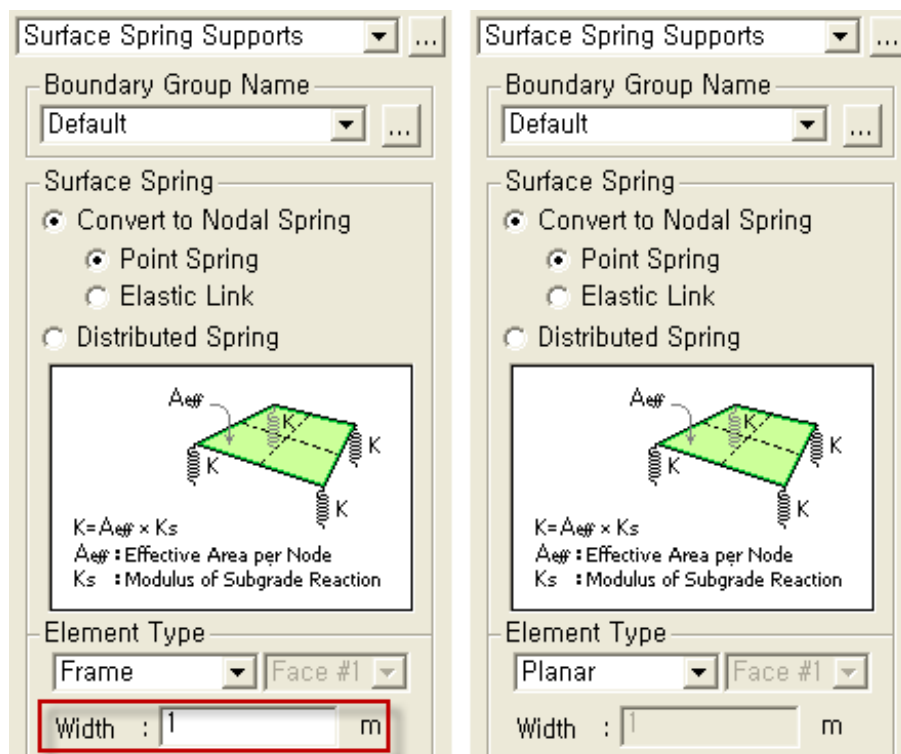 Surface Spring Supports ...
Boundary Group Name
Default ...
Surface Spring
Convert to Nodal Spring
Point Spring
Elastic Link
Distributed Spring
Aeff
K
K
K
K
K=Aeff × Ks
Aeff : Effective Area per Node
Ks : Modulus of Subgrade Reaction
Element Type
Frame Face #1
Width : 1 m
Surface Spring Supports ...
Boundary Group Name
Default ...
Surface Spring
Convert to Nodal Spring
Point Spring
Elastic Link
Distributed Spring
Aeff
K
K
K
K
K=Aeff × Ks
Aeff : Effective Area per Node
Ks : Modulus of Subgrade Reaction
Element Type
Planar Face #1
Width : 1 m